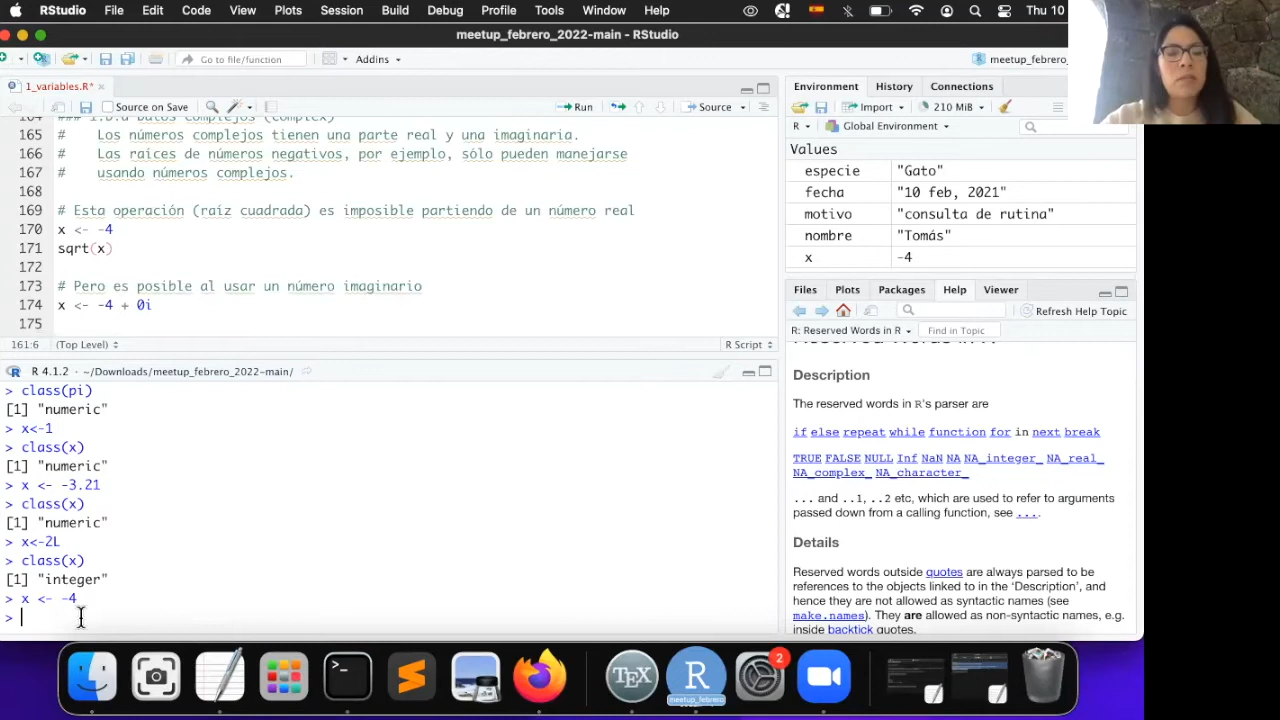 RStudio File Edit Code View Plots Session Build Debug Profile Tools Window Help Thu 10
meetup_febrero_2022-main - RStudio
Go to file/function Addins meetup_febrero_
1_variables.R*
Source on Save Run Source
164 ### 1.b.d Datos Complejos (complex)
165 # Los números complejos tienen una parte real y una imaginaria.
166 # Las raíces de números negativos, por ejemplo, sólo pueden manejarse
167 # usando números complejos.
168
169 # Esta operación (raíz cuadrada) es imposible partiendo de un número real
170 x <- -4
171 sqrt(x)
172
173 # Pero es posible al usar un número imaginario
174 x <- -4 + 0i
175
161:6 (Top Level) R Script
R 4.1.2 · ~/Downloads/meetup_febrero_2022-main/
> class(pi)
[1] "numeric"
> x<-1
> class(x)
[1] "numeric"
> x <- -3.21
> class(x)
[1] "numeric"
> x<-2L
> class(x)
[1] "integer"
> x <- -4
>
Environment History Connections
Import 210 MiB
R Global Environment
Values
especie "Gato"
fecha "10 feb, 2021"
motivo "consulta de rutina"
nombre "Tomás"
x -4
Files Plots Packages Help Viewer
Refresh Help Topic
R: Reserved Words in R Find in Topic
Reserved Words in R
Description
The reserved words in R's parser are
if else repeat while function for in next break
TRUE FALSE NULL Inf NaN NA NA_integer_ NA_real_
NA_complex_ NA_character_
... and ..1, ..2 etc, which are used to refer to arguments
passed down from a calling function, see ....
Details
Reserved words outside quotes are always parsed to be
references to the objects linked to in the ‘Description’, and
hence they are not allowed as syntactic names (see
make.names). They are allowed as non-syntactic names, e.g.
inside backtick quotes.
TEX R 2
meetup_febrero